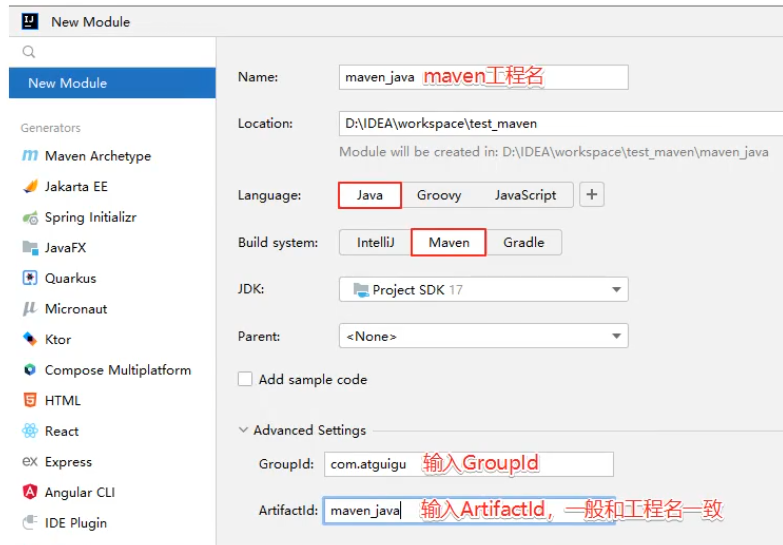 New Module
New Module
Generators
Maven Archetype
Jakarta EE
Spring Initializr
JavaFX
Quarkus
Micronaut
Ktor
Compose Multiplatform
HTML
React
ex Express
Angular CLI
IDE Plugin
Name: maven_java maven工程名
Location: D:\IDEA\workspace\test_maven
Module will be created in: D:\IDEA\workspace\test_maven\maven_java
Language: Java Groovy JavaScript +
Build system: IntelliJ Maven Gradle
JDK: Project SDK 17
Parent: <None>
Add sample code
Advanced Settings
GroupId: com.atguigu 输入GroupId
ArtifactId: maven_java 输入ArtifactId，一般和工程名一致